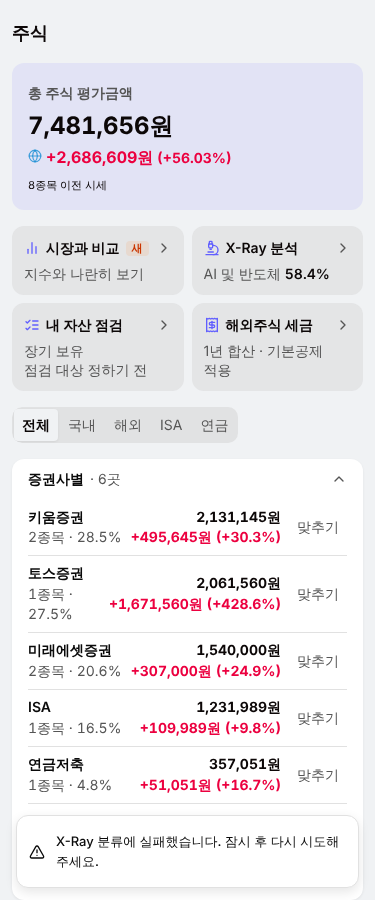 주식
총 주식 평가금액
7,481,656원
+2,686,609원 (+56.03%)
8종목 이전 시세
시장과 비교 새
지수와 나란히 보기
X-Ray 분석
AI 및 반도체 58.4%
내 자산 점검
장기 보유
점검 대상 정하기 전
해외주식 세금
1년 합산 · 기본공제
적용
전체 국내 해외 ISA 연금
증권사별 · 6곳
키움증권 2,131,145원
2종목 · 28.5% +495,645원 (+30.3%) 맞추기
토스증권 2,061,560원
1종목 ·
27.5% +1,671,560원 (+428.6%) 맞추기
미래에셋증권 1,540,000원
2종목 · 20.6% +307,000원 (+24.9%) 맞추기
ISA 1,231,989원
1종목 · 16.5% +109,989원 (+9.8%) 맞추기
연금저축 357,051원
1종목 · 4.8% +51,051원 (+16.7%) 맞추기
X-Ray 분류에 실패했습니다. 잠시 후 다시 시도해
주세요.